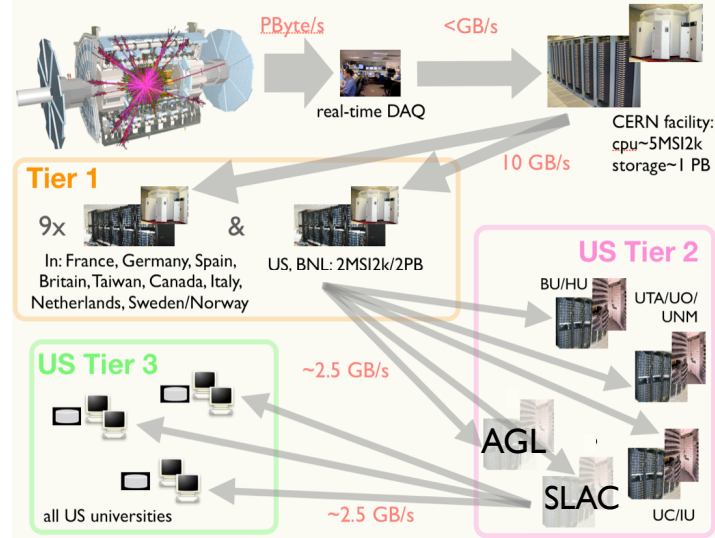 PByte/s
<GB/s
real-time DAQ
CERN facility:
cpu~5MSI2k
storage~1 PB
10 GB/s
Tier 1
9x
&
In: France, Germany, Spain,
Britain, Taiwan, Canada, Italy,
Netherlands, Sweden/Norway
US, BNL: 2MSI2k/2PB
US Tier 2
BU/HU
UTA/UO/
UNM
US Tier 3
~2.5 GB/s
AGL
SLAC
UC/IU
all US universities
~2.5 GB/s